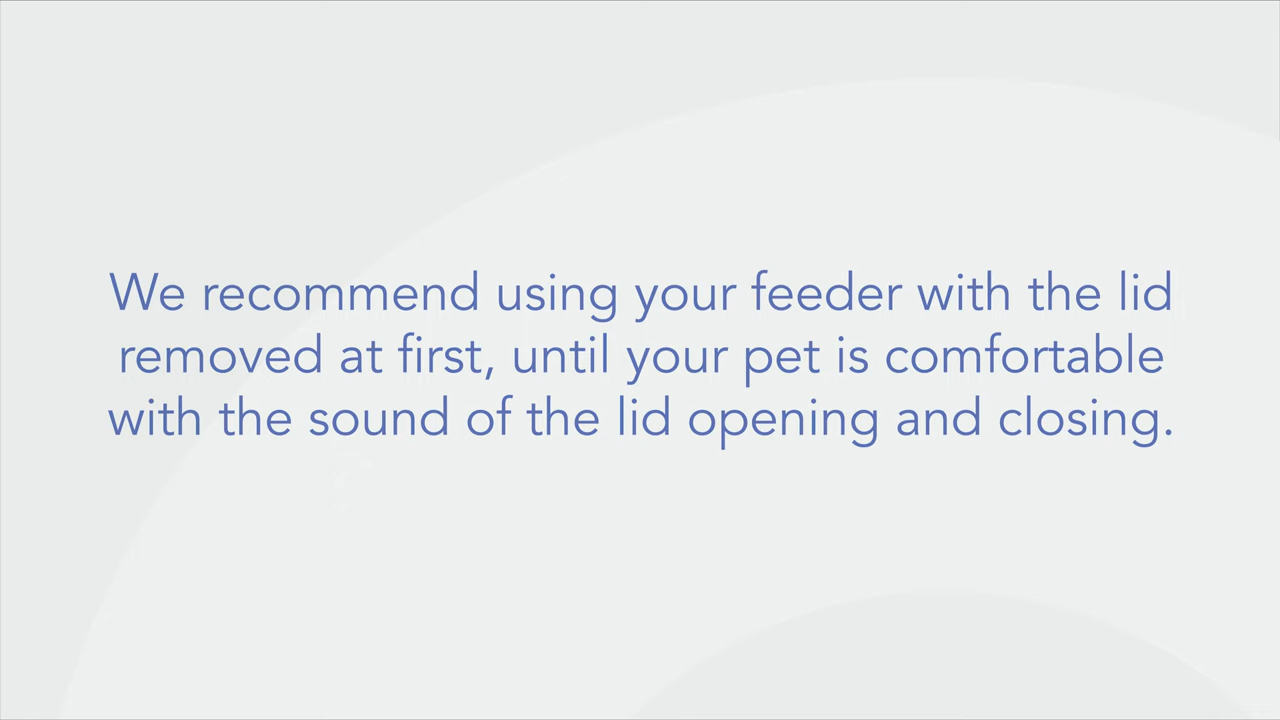 We recommend using your feeder with the lid
removed at first, until your pet is comfortable
with the sound of the lid opening and closing.